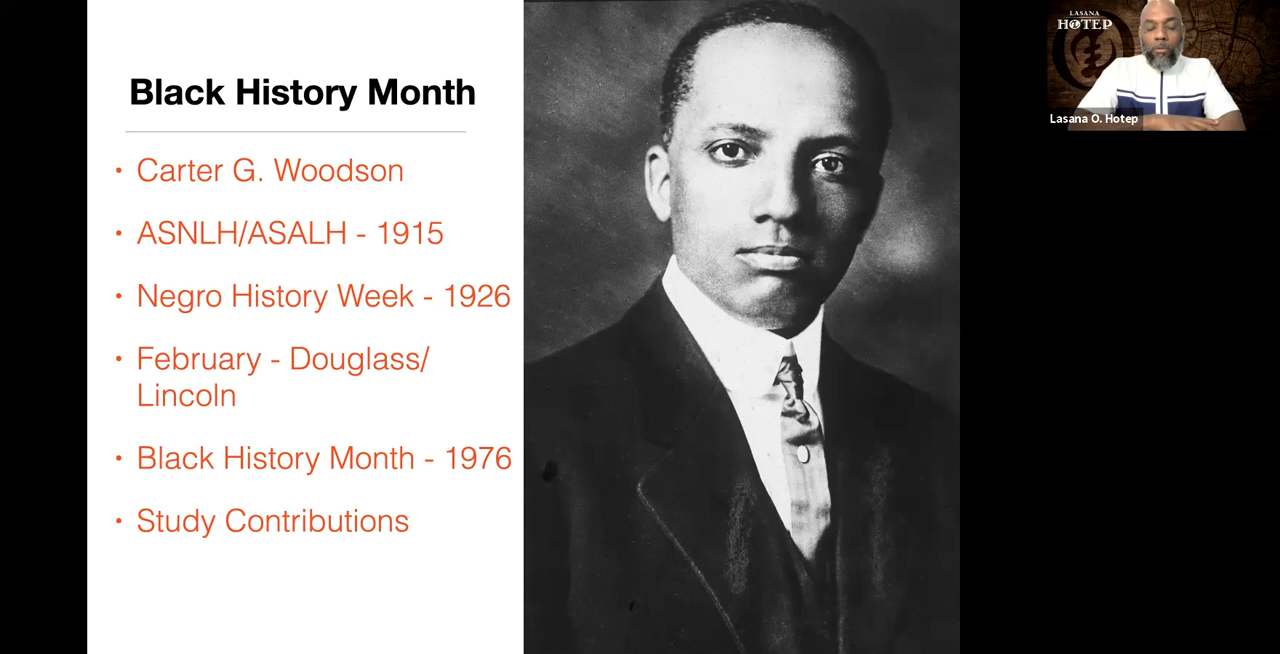 Black History Month
• Carter G. Woodson
• ASNLH/ASALH - 1915
• Negro History Week - 1926
• February - Douglass/
Lincoln
• Black History Month - 1976
• Study Contributions
LASANA
HOTEP
Lasana O. Hotep